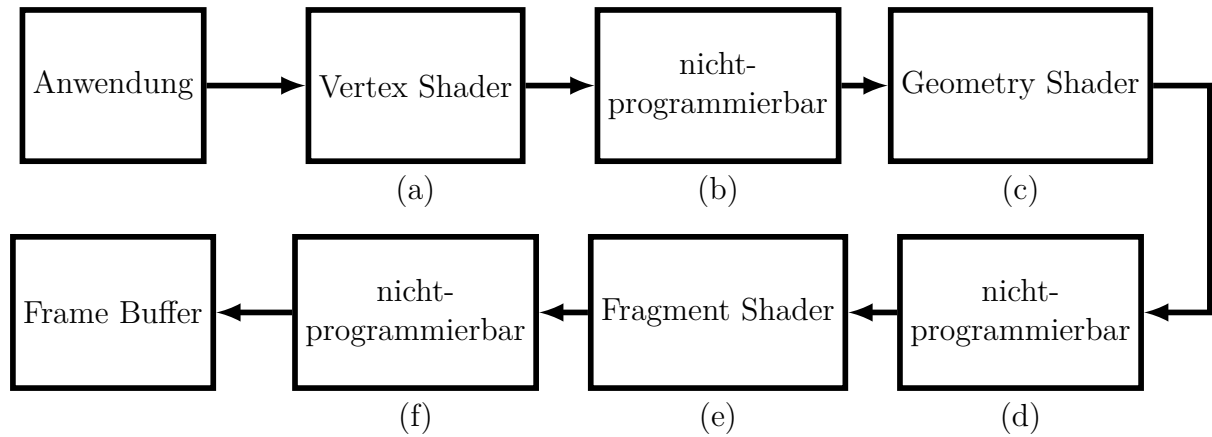 Anwendung
Vertex Shader
nicht-
programmierbar
Geometry Shader
(a)
(b)
(c)
Frame Buffer
nicht-
programmierbar
Fragment Shader
nicht-
programmierbar
(f)
(e)
(d)